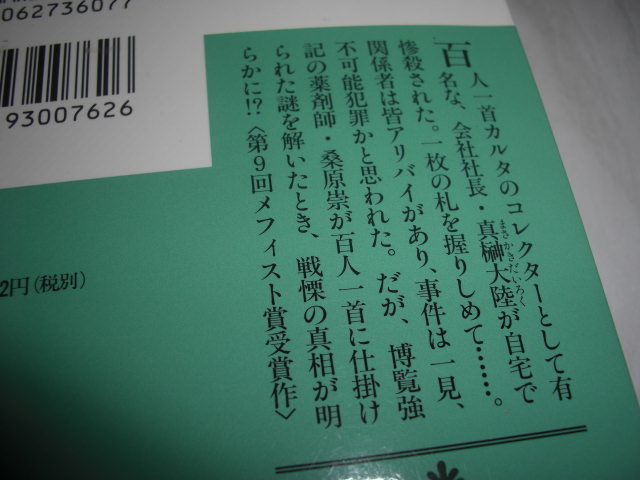 062736077
93007626
2円(税別)
百人一首カルタのコレクターとして有
名な、会社社長・真榊大陸が自宅で
まさかきだいろく
惨殺された。一枚の札を握りしめて……。
関係者は皆アリバイがあり、事件は一見、
不可能犯罪かと思われた。だが、博覧強
記の薬剤師・桑原崇が百人一首に仕掛け
られた謎を解いたとき、戦慄の真相が明
らかに!?〈第9回メフィスト賞受賞作〉